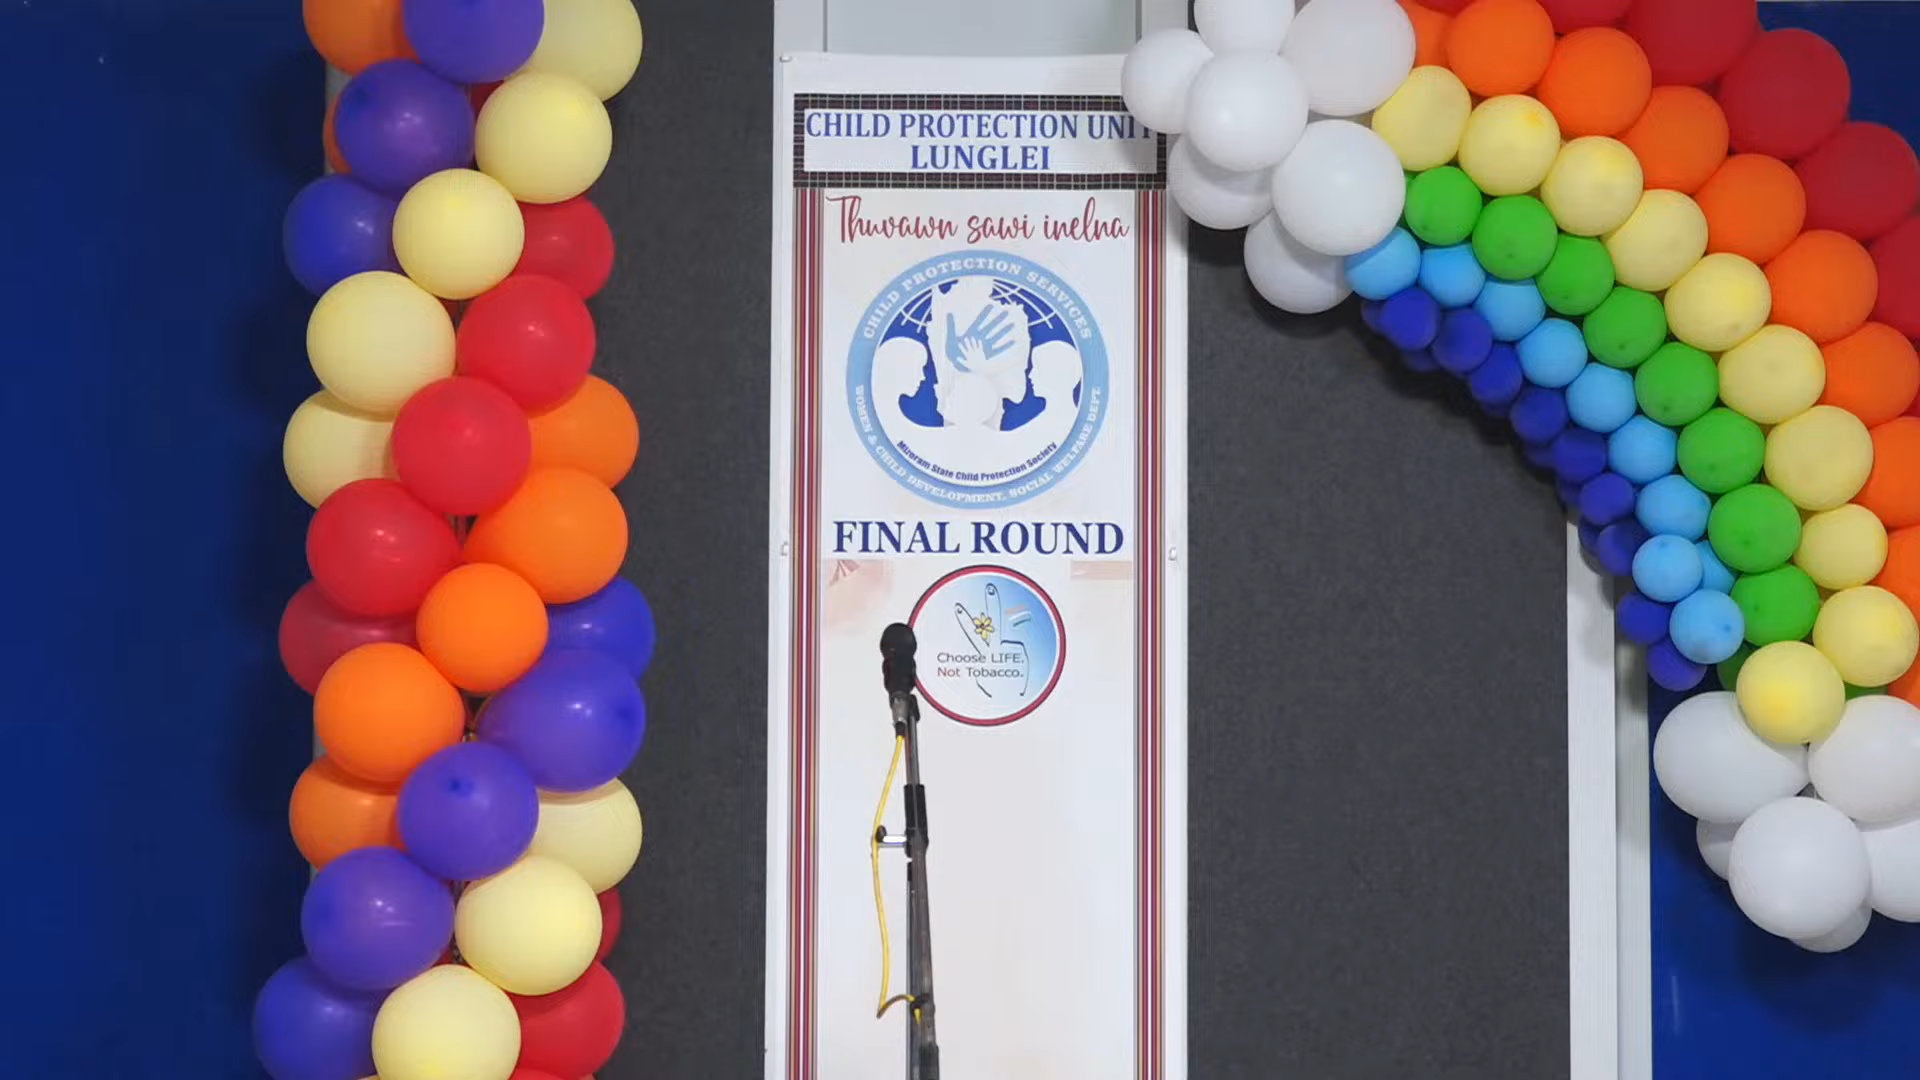 CHILD PROTECTION UNIT
LUNGLEI
Thuvawn sawi inelna
CHILD PROTECTION SERVICES
Mizoram State Child Protection Society
WOMEN & CHILD DEVELOPMENT, SOCIAL WELFARE DEPT.
FINAL ROUND
Choose LIFE.
Not Tobacco.